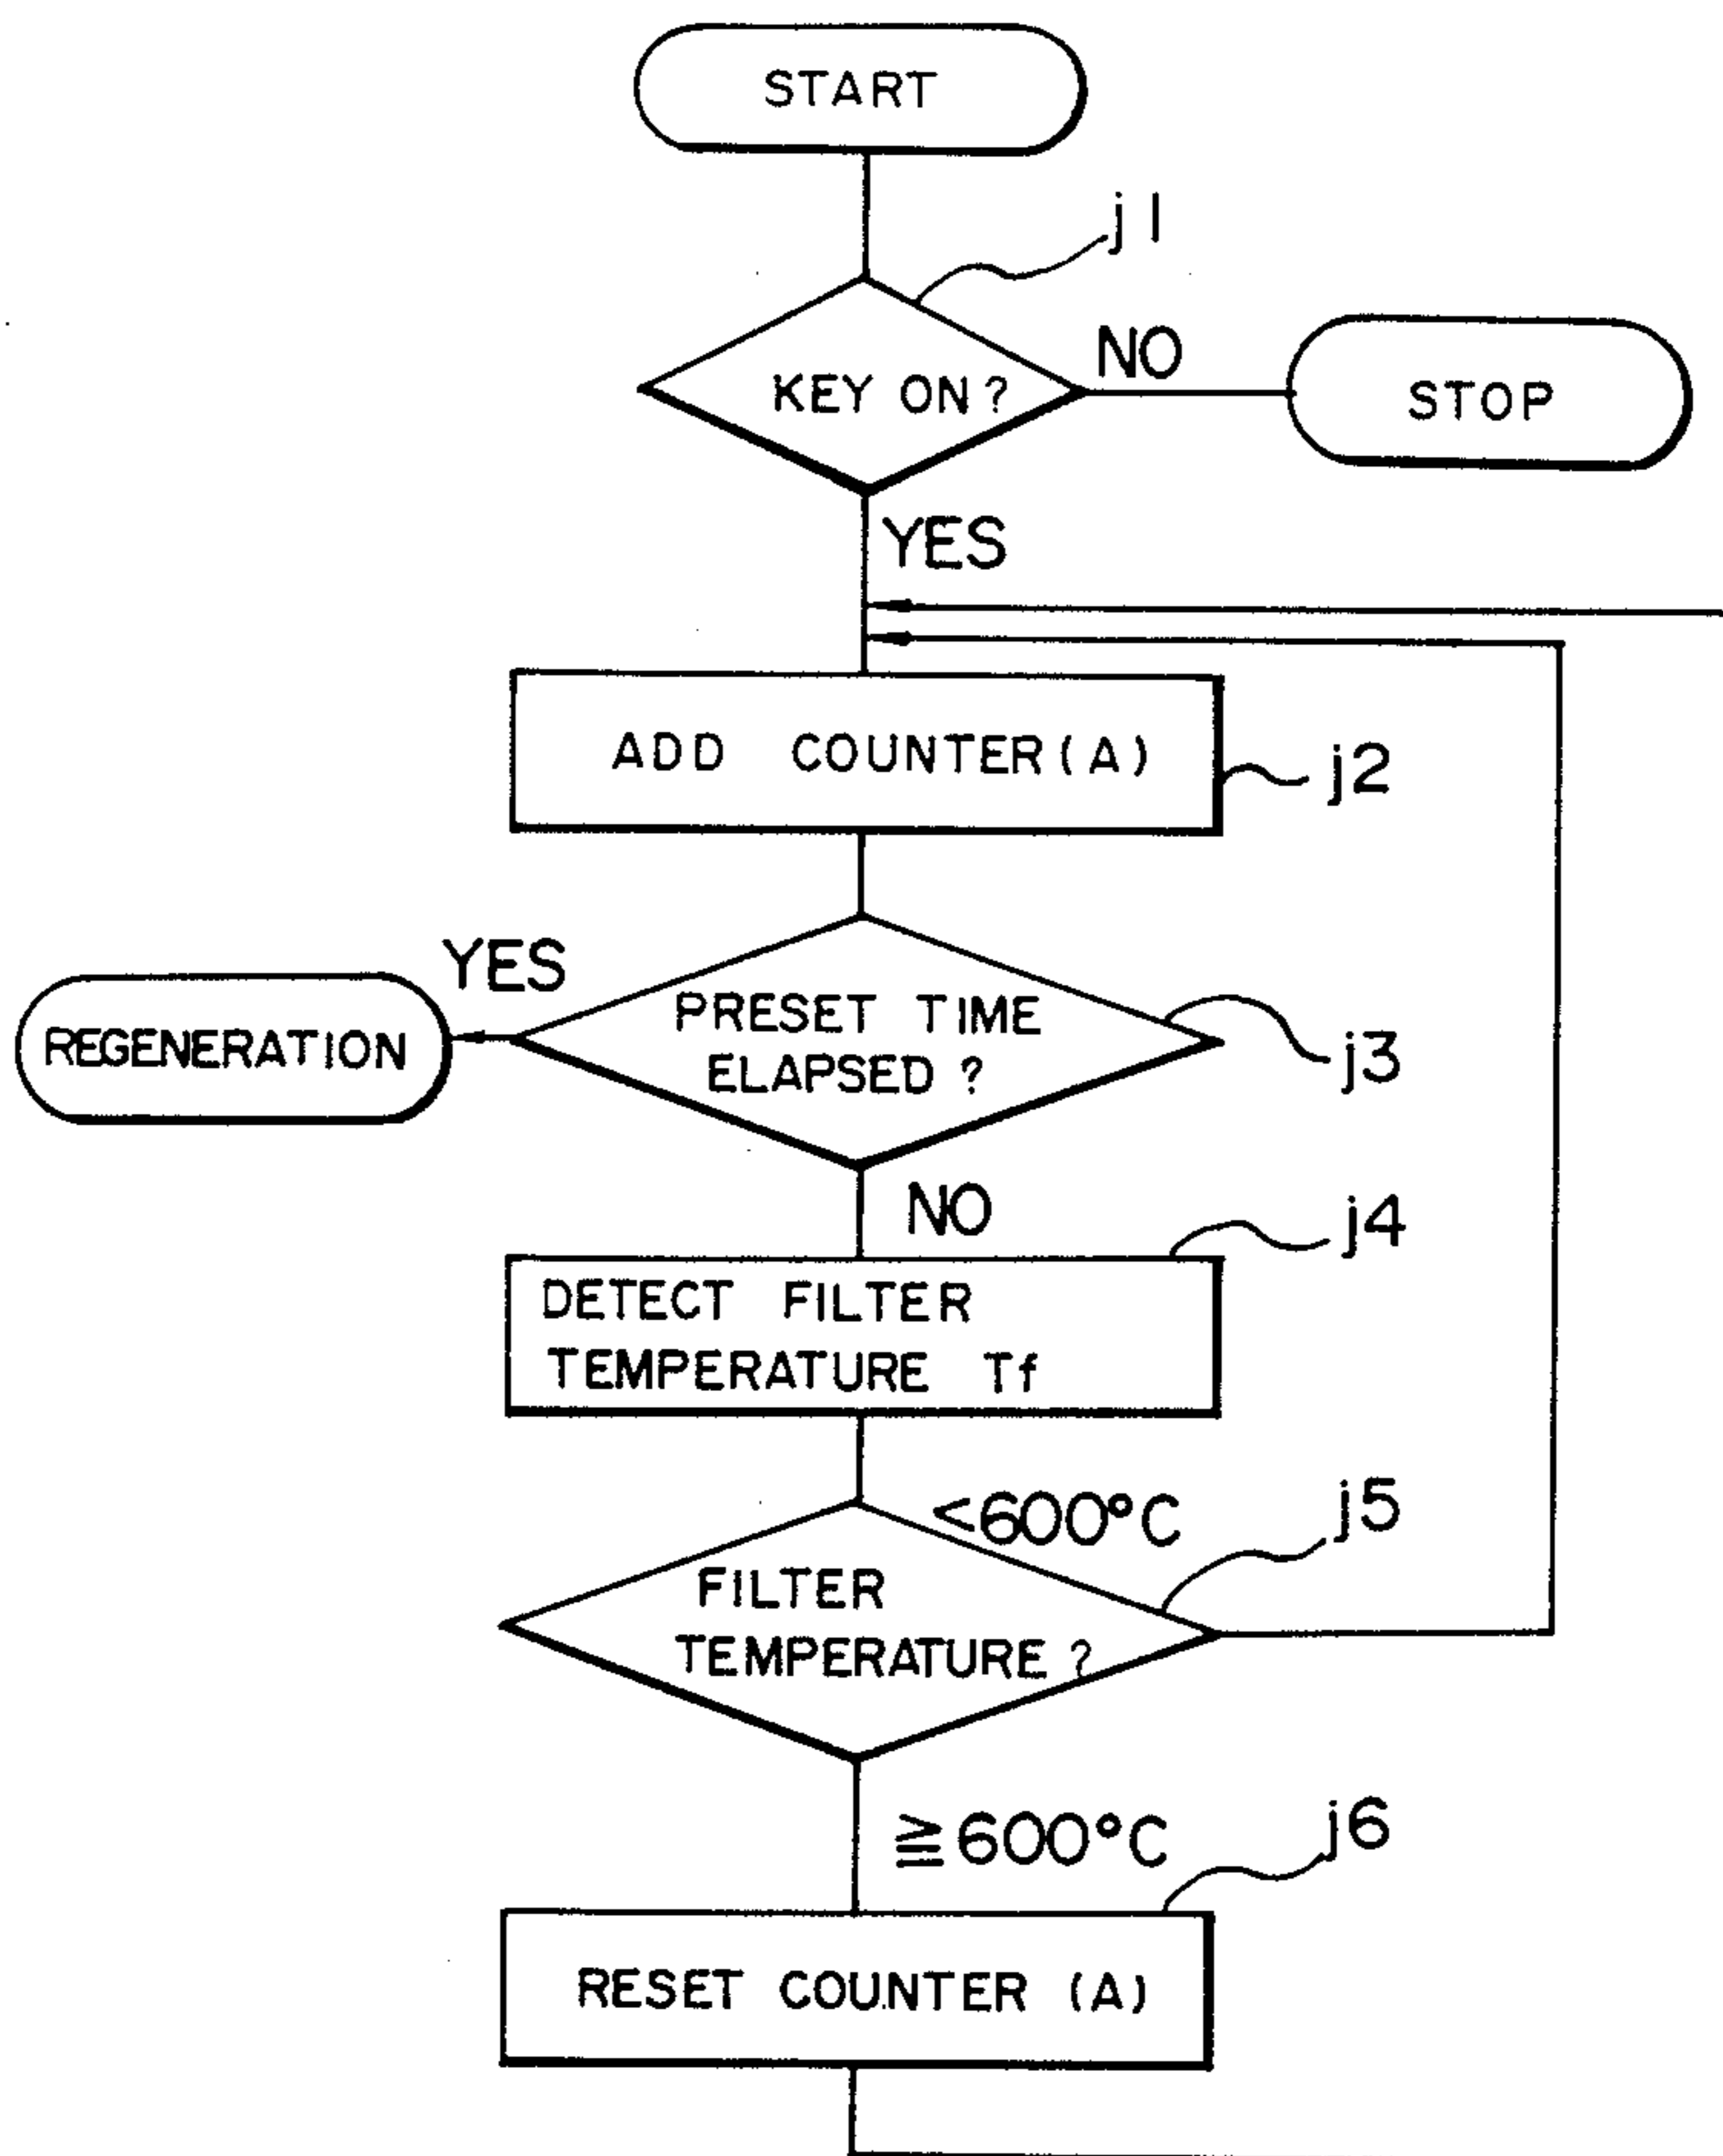 START
j1
KEY ON?
NO
STOP
YES
ADD COUNTER(A)
j2
YES
PRESET TIME
ELAPSED ?
REGENERATION
j3
NO
j4
DETECT FILTER
TEMPERATURE Tf
<600°C
j5
FILTER
TEMPERATURE ?
≧600°C
j6
RESET COUNTER (A)